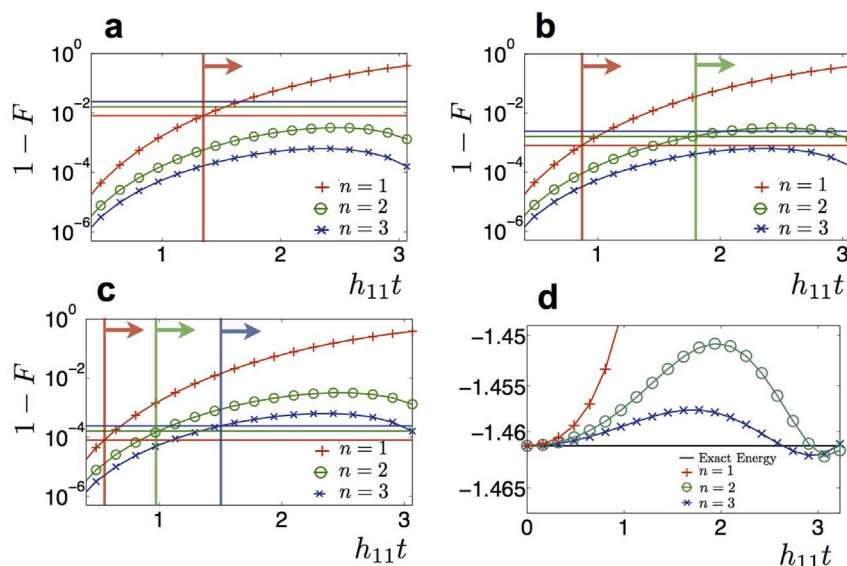 a
10^0
10^-2
10^-4
10^-6
1 − F
n = 1
n = 2
n = 3
1
2
3
h_11 t
b
10^0
10^-2
10^-4
10^-6
1 − F
n = 1
n = 2
n = 3
1
2
3
h_11 t
c
10^0
10^-2
10^-4
10^-6
1 − F
n = 1
n = 2
n = 3
1
2
3
h_11 t
d
−1.45
−1.455
−1.46
−1.465
Exact Energy
n = 1
n = 2
n = 3
0
1
2
3
h_11 t